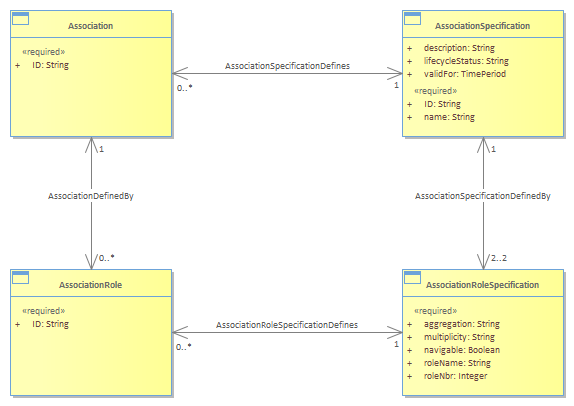 Association
«required»
+ ID: String
AssociationSpecification
+ description: String
+ lifecycleStatus: String
+ validFor: TimePeriod
«required»
+ ID: String
+ name: String
AssociationSpecificationDefines
0..*
1
1
AssociationDefinedBy
0..*
1
AssociationSpecificationDefinedBy
2..2
AssociationRole
«required»
+ ID: String
AssociationRoleSpecification
«required»
+ aggregation: String
+ multiplicity: String
+ navigable: Boolean
+ roleName: String
+ roleNbr: Integer
AssociationRoleSpecificationDefines
0..*
1